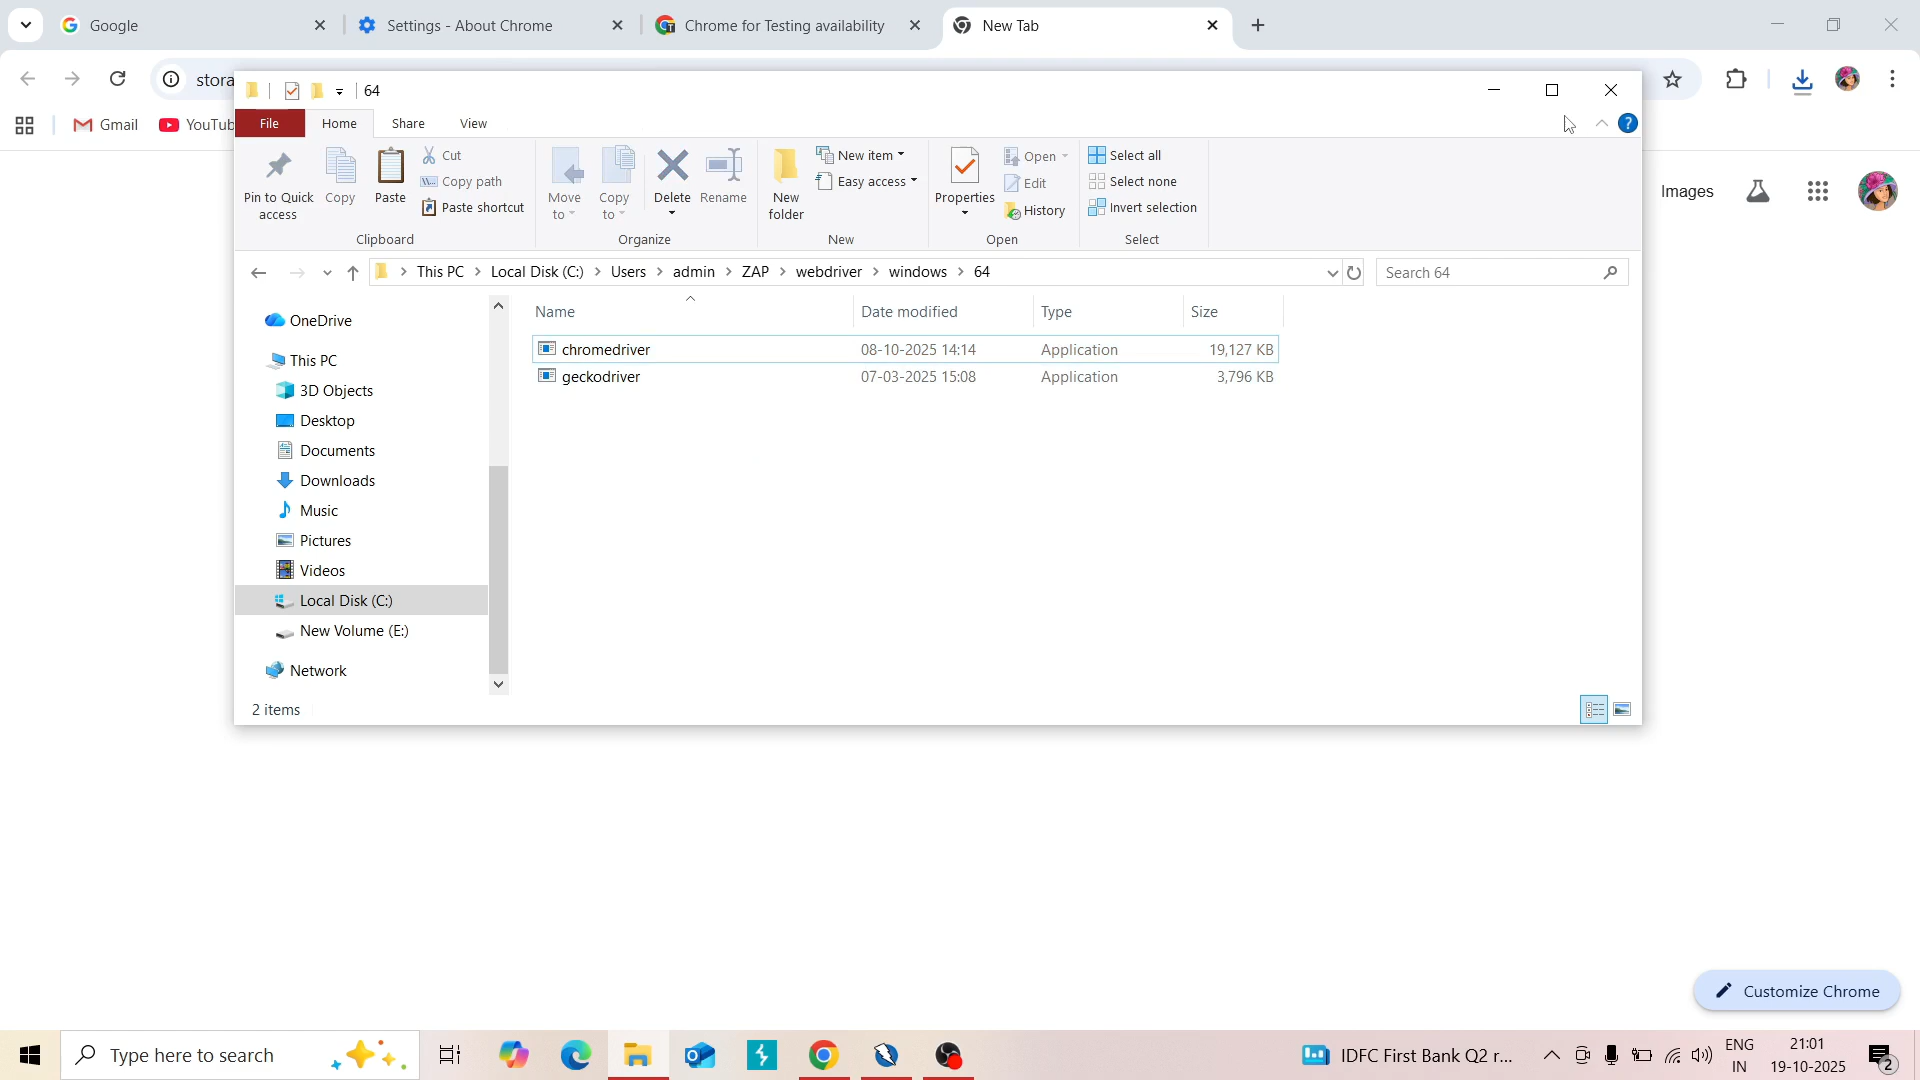 Google
Settings - About Chrome
Chrome for Testing availability
New Tab
stora
64
Gmail
YouTub
File
Home
Share
View
?
Images
Pin to Quick access
Copy
Paste
Cut
Copy path
Paste shortcut
Clipboard
Move to
Copy to
Delete
Rename
Organize
New folder
New item
Easy access
New
Properties
Open
Edit
History
Open
Select all
Select none
Invert selection
Select
This PC > Local Disk (C:) > Users > admin > ZAP > webdriver > windows > 64
Search 64
OneDrive
This PC
3D Objects
Desktop
Documents
Downloads
Music
Pictures
Videos
Local Disk (C:)
New Volume (E:)
Network
Name Date modified Type Size
chromedriver 08-10-2025 14:14 Application 19,127 KB
geckodriver 07-03-2025 15:08 Application 3,796 KB
2 items
Customize Chrome
Type here to search
IDFC First Bank Q2 r...
ENG
IN
21:01
19-10-2025
2